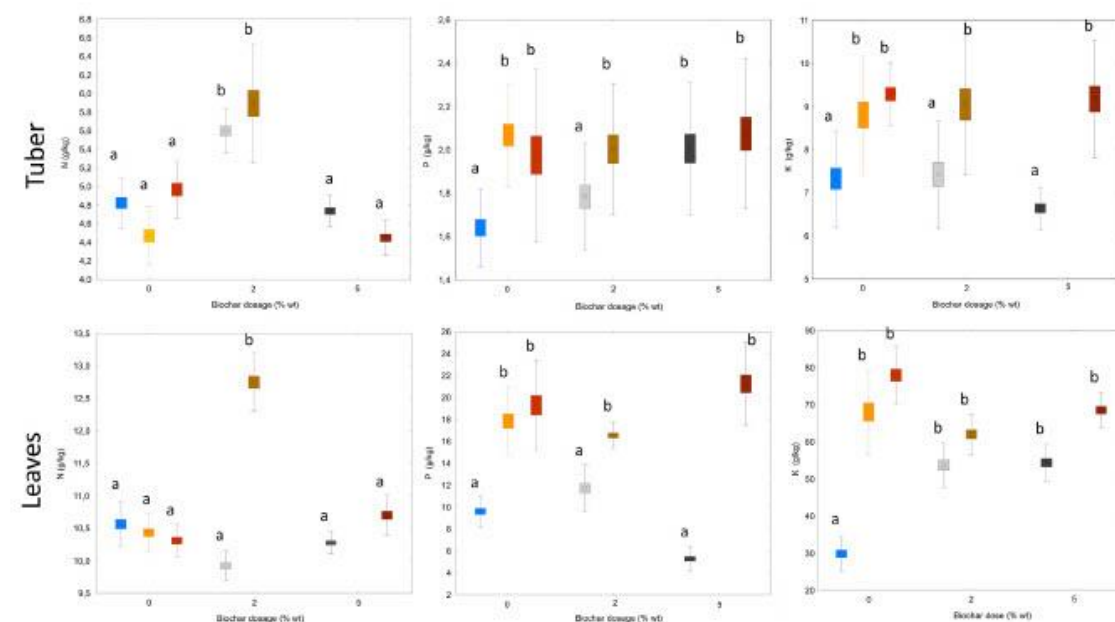 Tuber
N (g/kg)
6,8
6,6
6,4
6,2
6,0
5,8
5,6
5,4
5,2
5,0
4,8
4,6
4,4
4,2
4,0
a
a
a
b
b
a
a
0 2 5
Biochar dosage (% wt)
P (g/kg)
2,6
2,4
2,2
2,0
1,8
1,6
1,4
a
b
b
a
b
b
b
0 2 5
Biochar dosage (% wt)
K (g/kg)
11
10
9
8
7
6
5
a
b
b
a
b
a
b
0 2 5
Biochar dosage (% wt)
Leaves
N (g/kg)
13,5
13,0
12,5
12,0
11,5
11,0
10,5
10,0
9,5
a
a
a
a
b
a
a
0 2 5
Biochar dosage (% wt)
P (g/kg)
26
24
22
20
18
16
14
12
10
8
6
4
2
a
b
b
a
b
a
b
0 2 5
Biochar dosage (% wt)
K (g/kg)
90
80
70
60
50
40
30
20
a
b
b
b
b
b
b
0 2 5
Biochar dose (% wt)